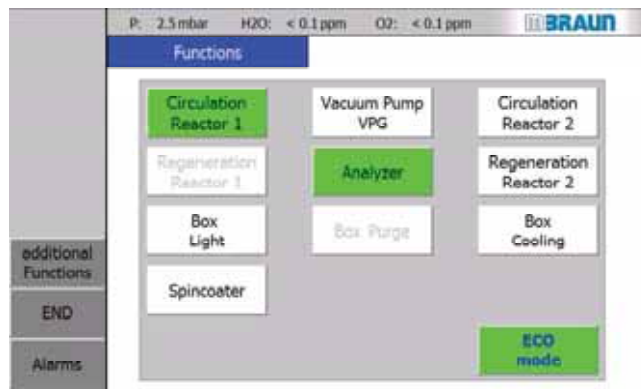 P: 2.5 mbar H2O: < 0.1 ppm O2: < 0.1 ppm MBRAUN
Functions
Circulation
Reactor 1
Vacuum Pump
VPG
Circulation
Reactor 2
Regeneration
Reactor 1
Analyzer
Regeneration
Reactor 2
Box
Light
Box Purge
Box
Cooling
Spincoater
ECO
mode
additional
Functions
END
Alarms